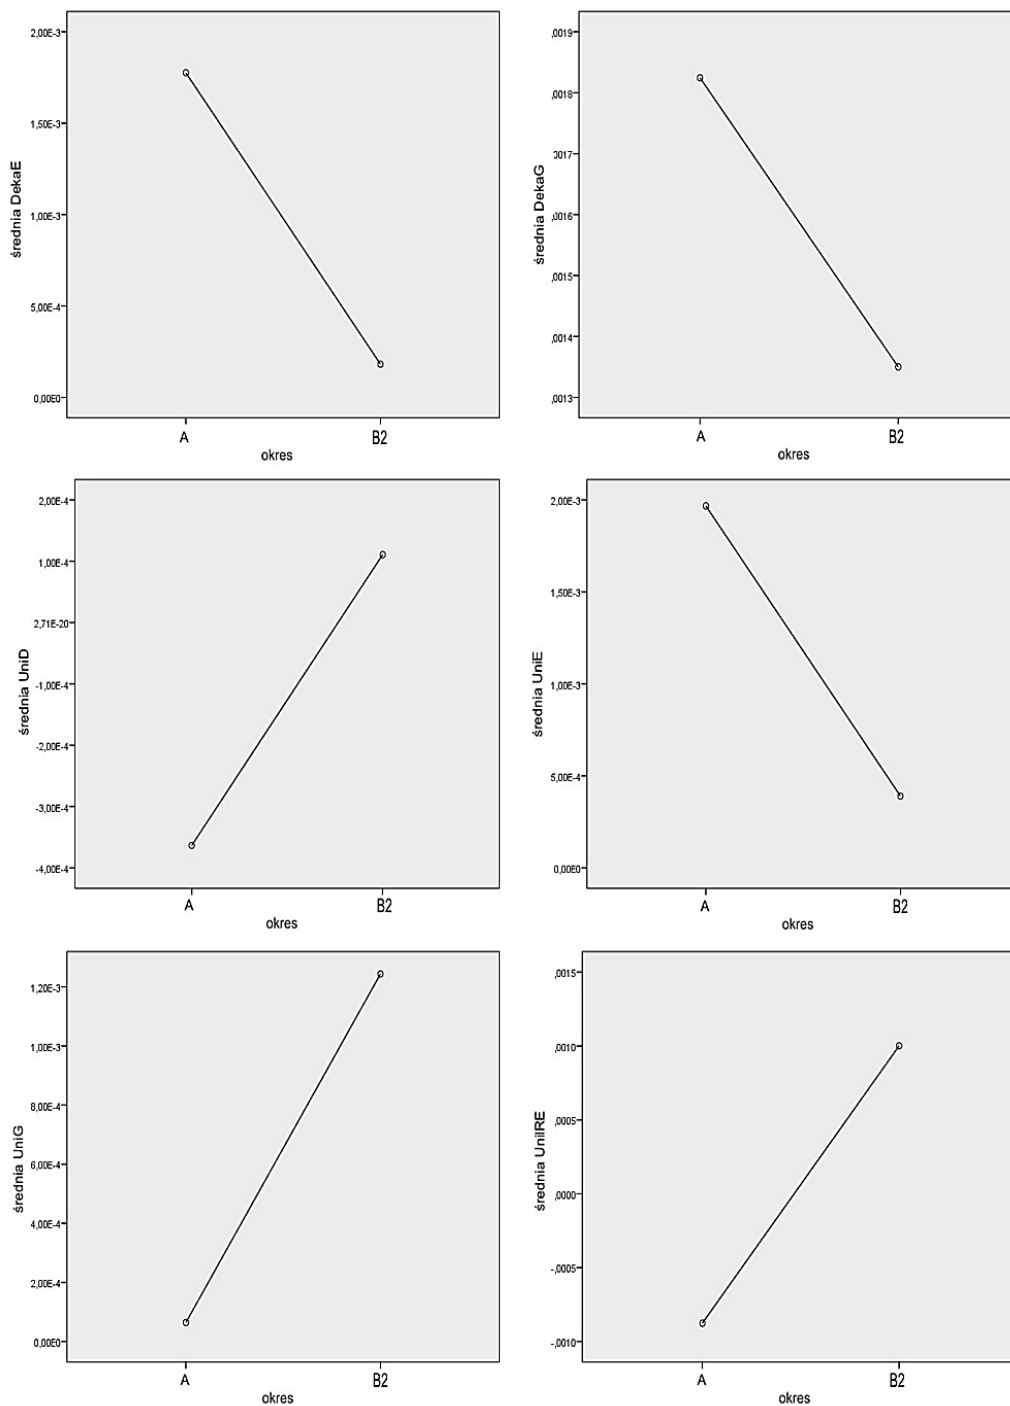 2,00E-3
1,50E-3
1,00E-3
5,00E-4
0,00E0
średnia DekaE
A
B2
okres
,0019
,0018
,0017
,0016
,0015
,0014
,0013
średnia DekaG
A
B2
okres
2,00E-4
1,00E-4
2,71E-20
-1,00E-4
-2,00E-4
-3,00E-4
-4,00E-4
średnia UniD
A
B2
okres
2,00E-3
1,50E-3
1,00E-3
5,00E-4
0,00E0
średnia UniE
A
B2
okres
1,20E-3
1,00E-3
8,00E-4
6,00E-4
4,00E-4
2,00E-4
0,00E0
średnia UniG
A
B2
okres
,0015
,0010
,0005
,0000
-,0005
-,0010
średnia UniIRE
A
B2
okres